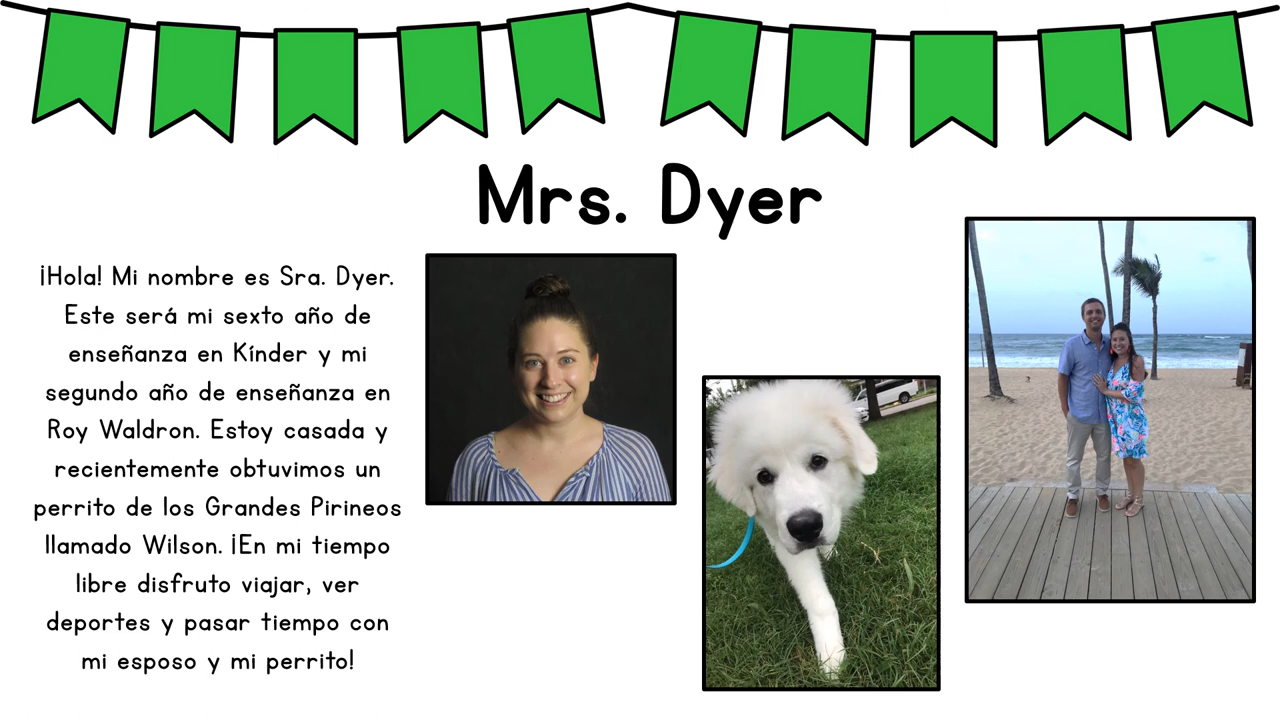 Mrs. Dyer
¡Hola! Mi nombre es Sra. Dyer.
Este será mi sexto año de
enseñanza en Kínder y mi
segundo año de enseñanza en
Roy Waldron. Estoy casada y
recientemente obtuvimos un
perrito de los Grandes Pirineos
llamado Wilson. ¡En mi tiempo
libre disfruto viajar, ver
deportes y pasar tiempo con
mi esposo y mi perrito!